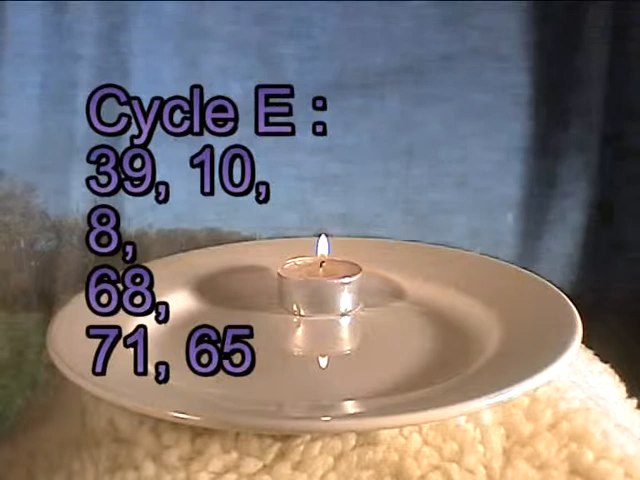 Cycle E :
39, 10,
8,
68,
71, 65